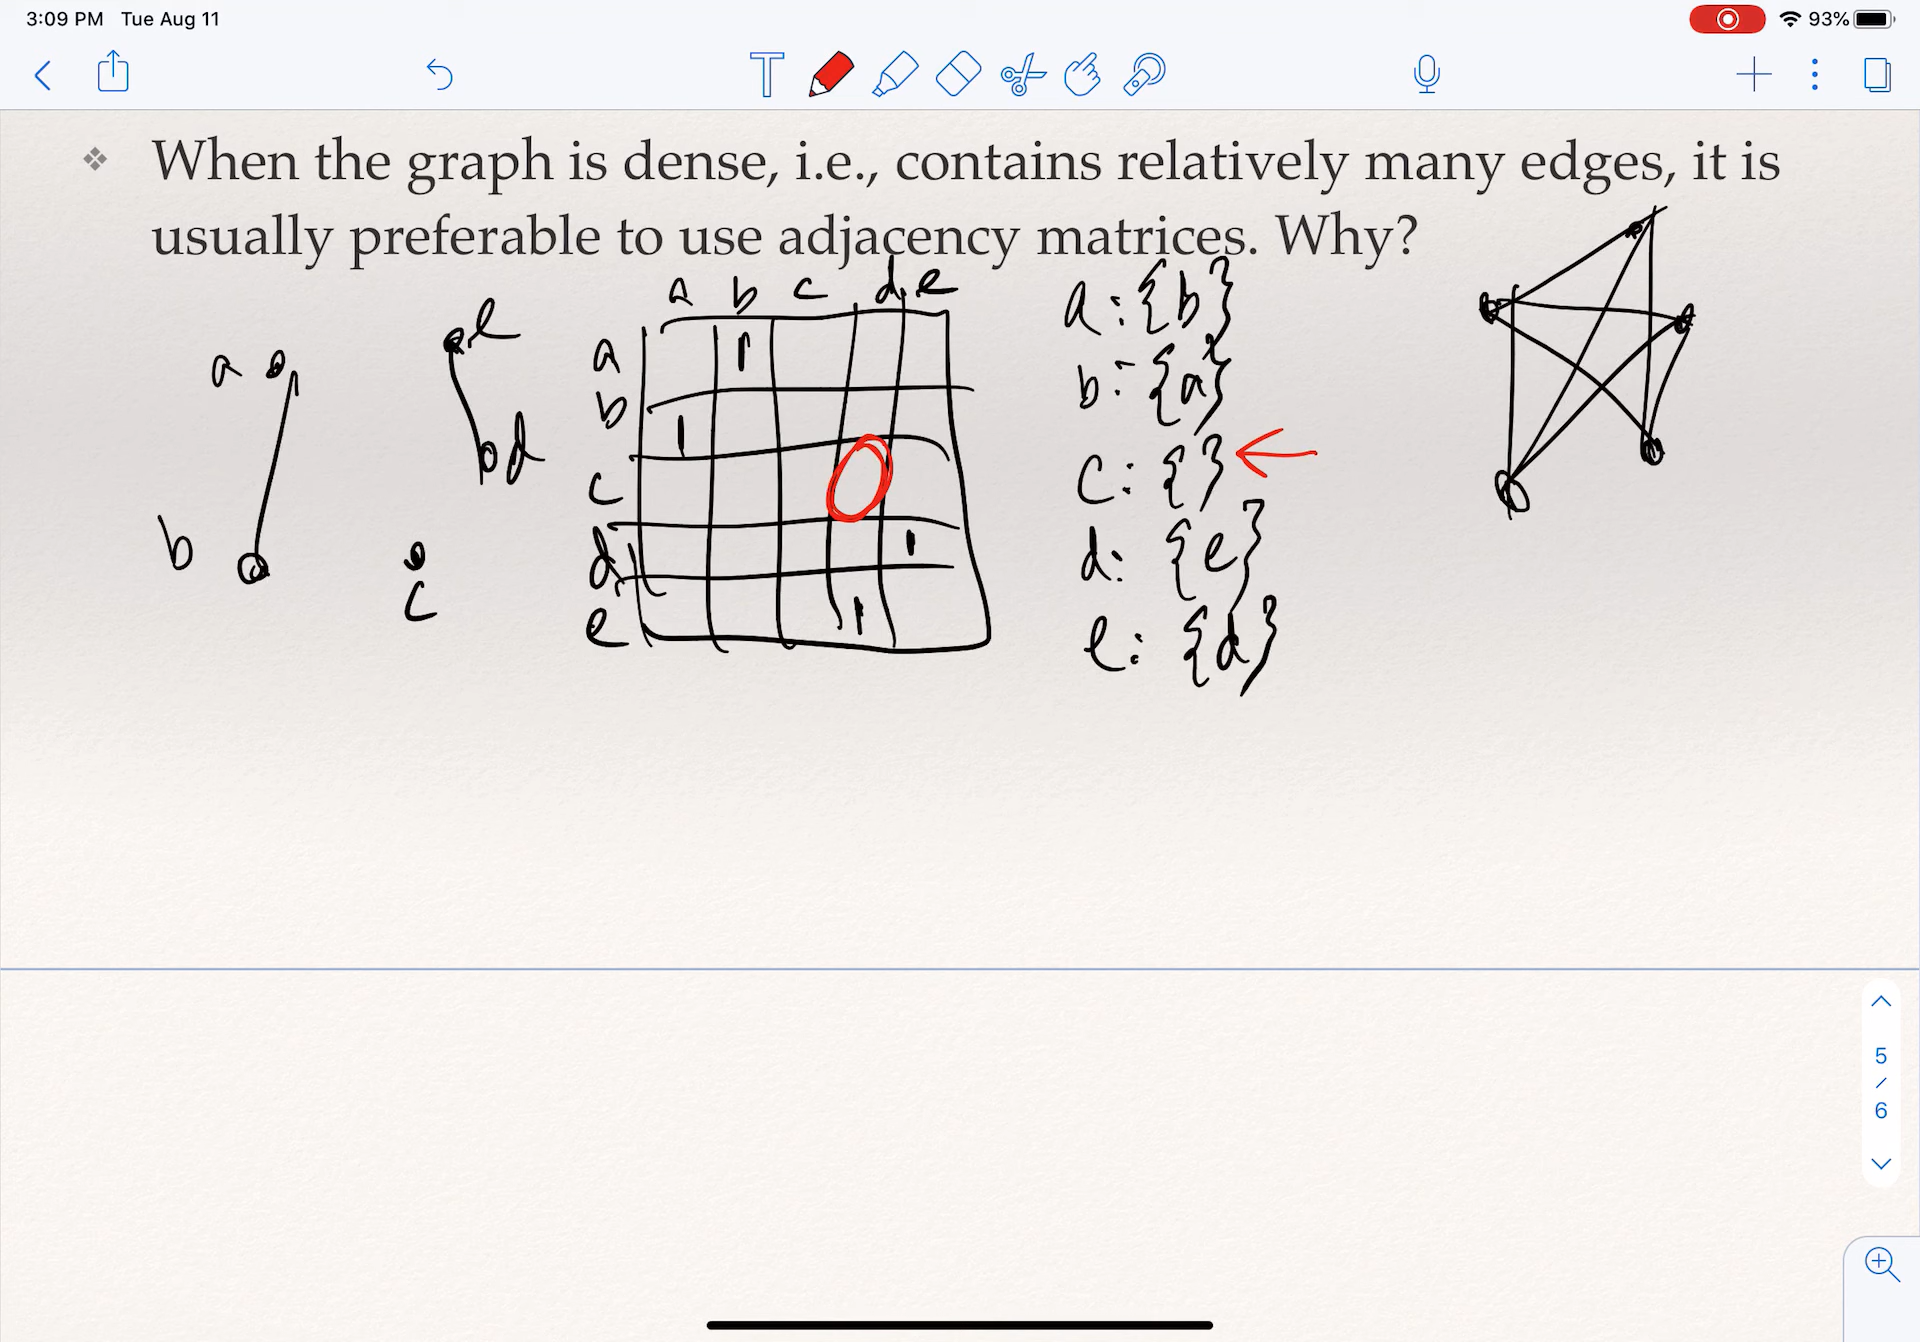 3:09 PM Tue Aug 11
93%
T
❖ When the graph is dense, i.e., contains relatively many edges, it is
usually preferable to use adjacency matrices. Why?
a b c d e
a 1
b 1
c
d 1
e 1
a: {b}
b: {a}
c: {}
d: {e}
e: {d}
a
b
c
e
d
5
/
6